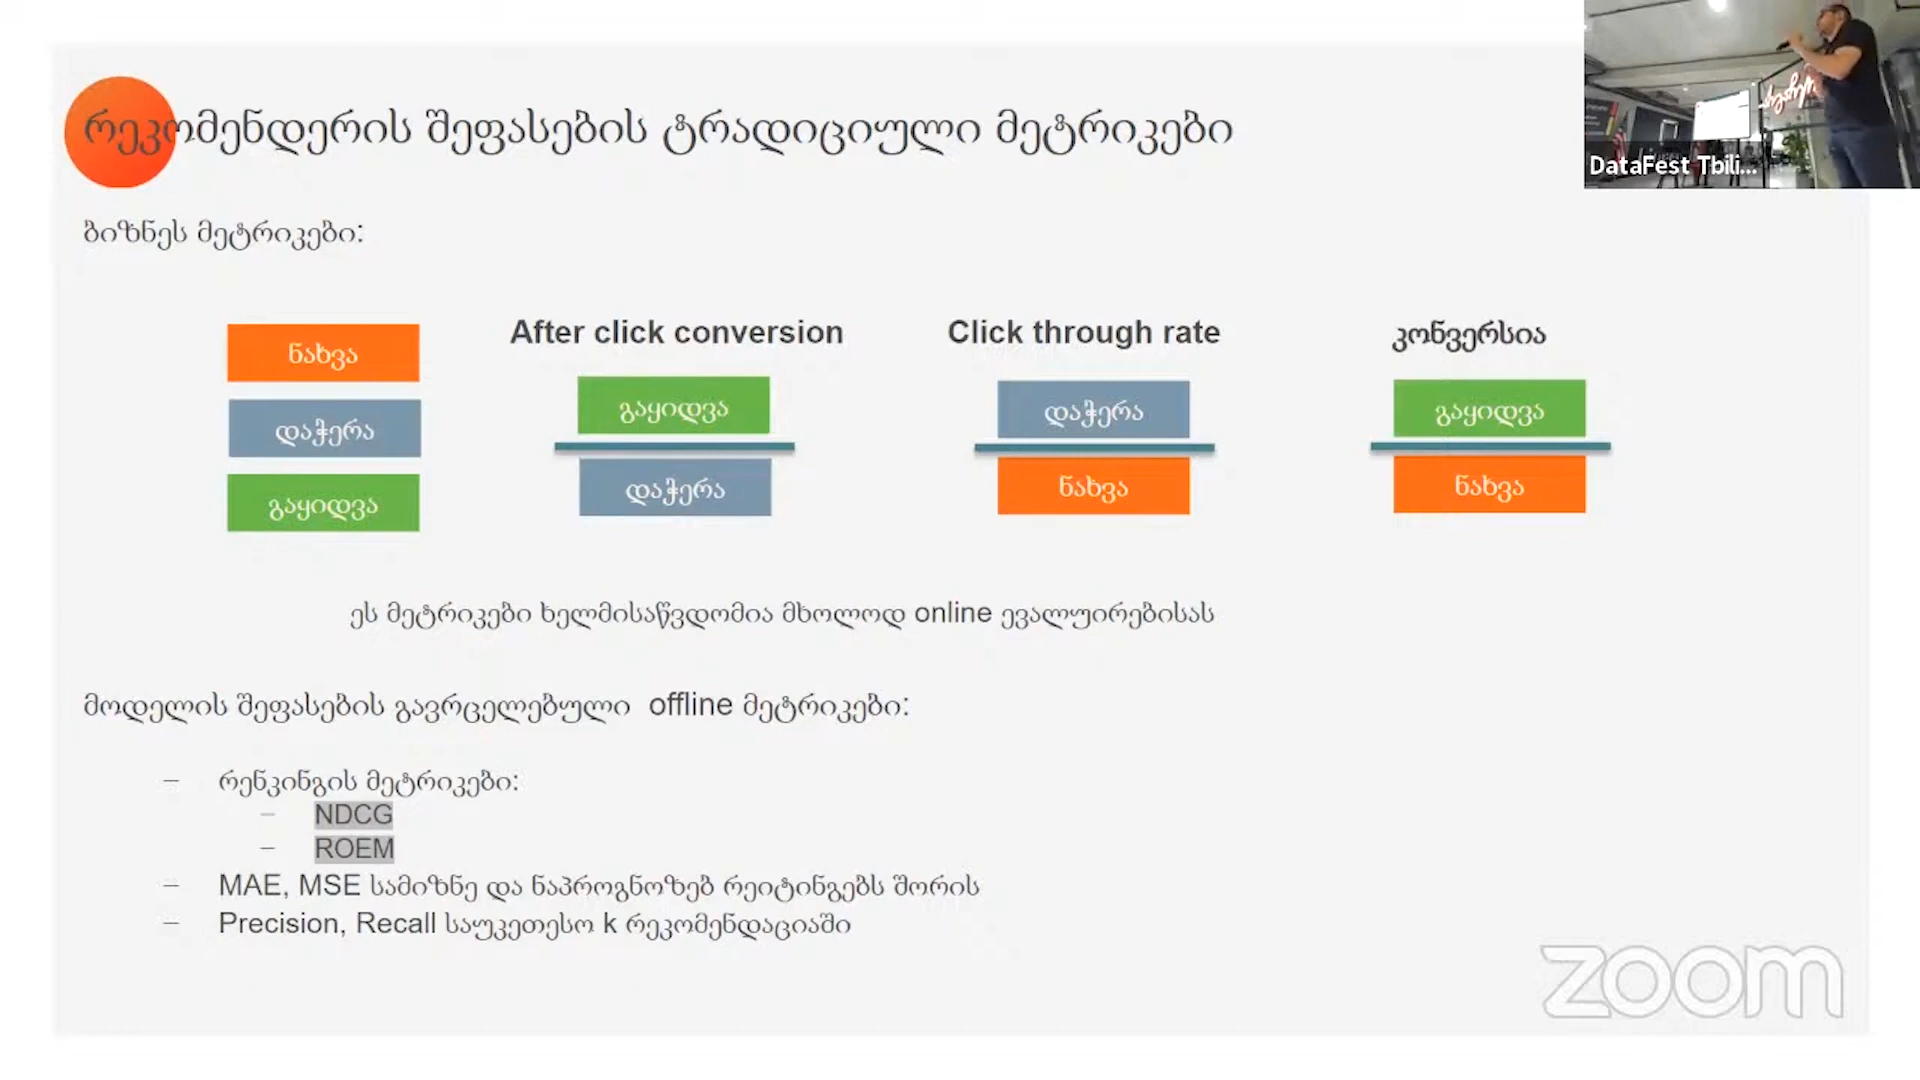 რეკომენდერის შეფასების ტრადიციული მეტრიკები
DataFest Tbili...
ბიზნეს მეტრიკები:
ნახვა
დაჭერა
გაყიდვა
After click conversion
გაყიდვა
დაჭერა
Click through rate
დაჭერა
ნახვა
კონვერსია
გაყიდვა
ნახვა
ეს მეტრიკები ხელმისაწვდომია მხოლოდ online ევალუირებისას
მოდელის შეფასების გავრცელებული offline მეტრიკები:
– რენკინგის მეტრიკები:
– NDCG
– ROEM
– MAE, MSE სამიზნე და ნაპროგნოზებ რეიტინგებს შორის
– Precision, Recall საუკეთესო k რეკომენდაციაში
zoom